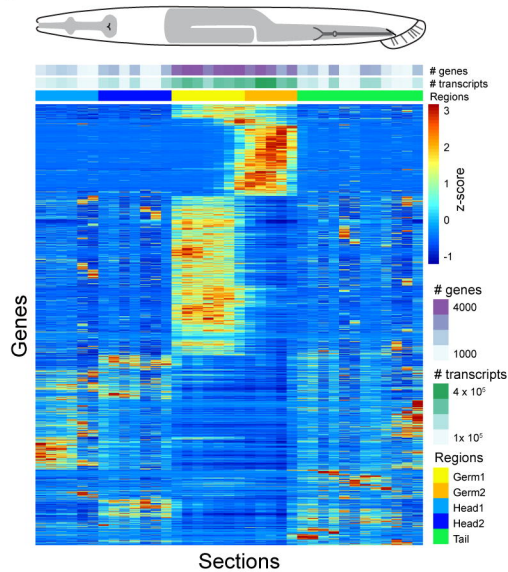 # genes
# transcripts
Regions
3
2
1
0
-1
z-score
# genes
4000
1000
# transcripts
4 x 10⁵
1x 10⁵
Regions
Germ1
Germ2
Head1
Head2
Tail
Genes
Sections